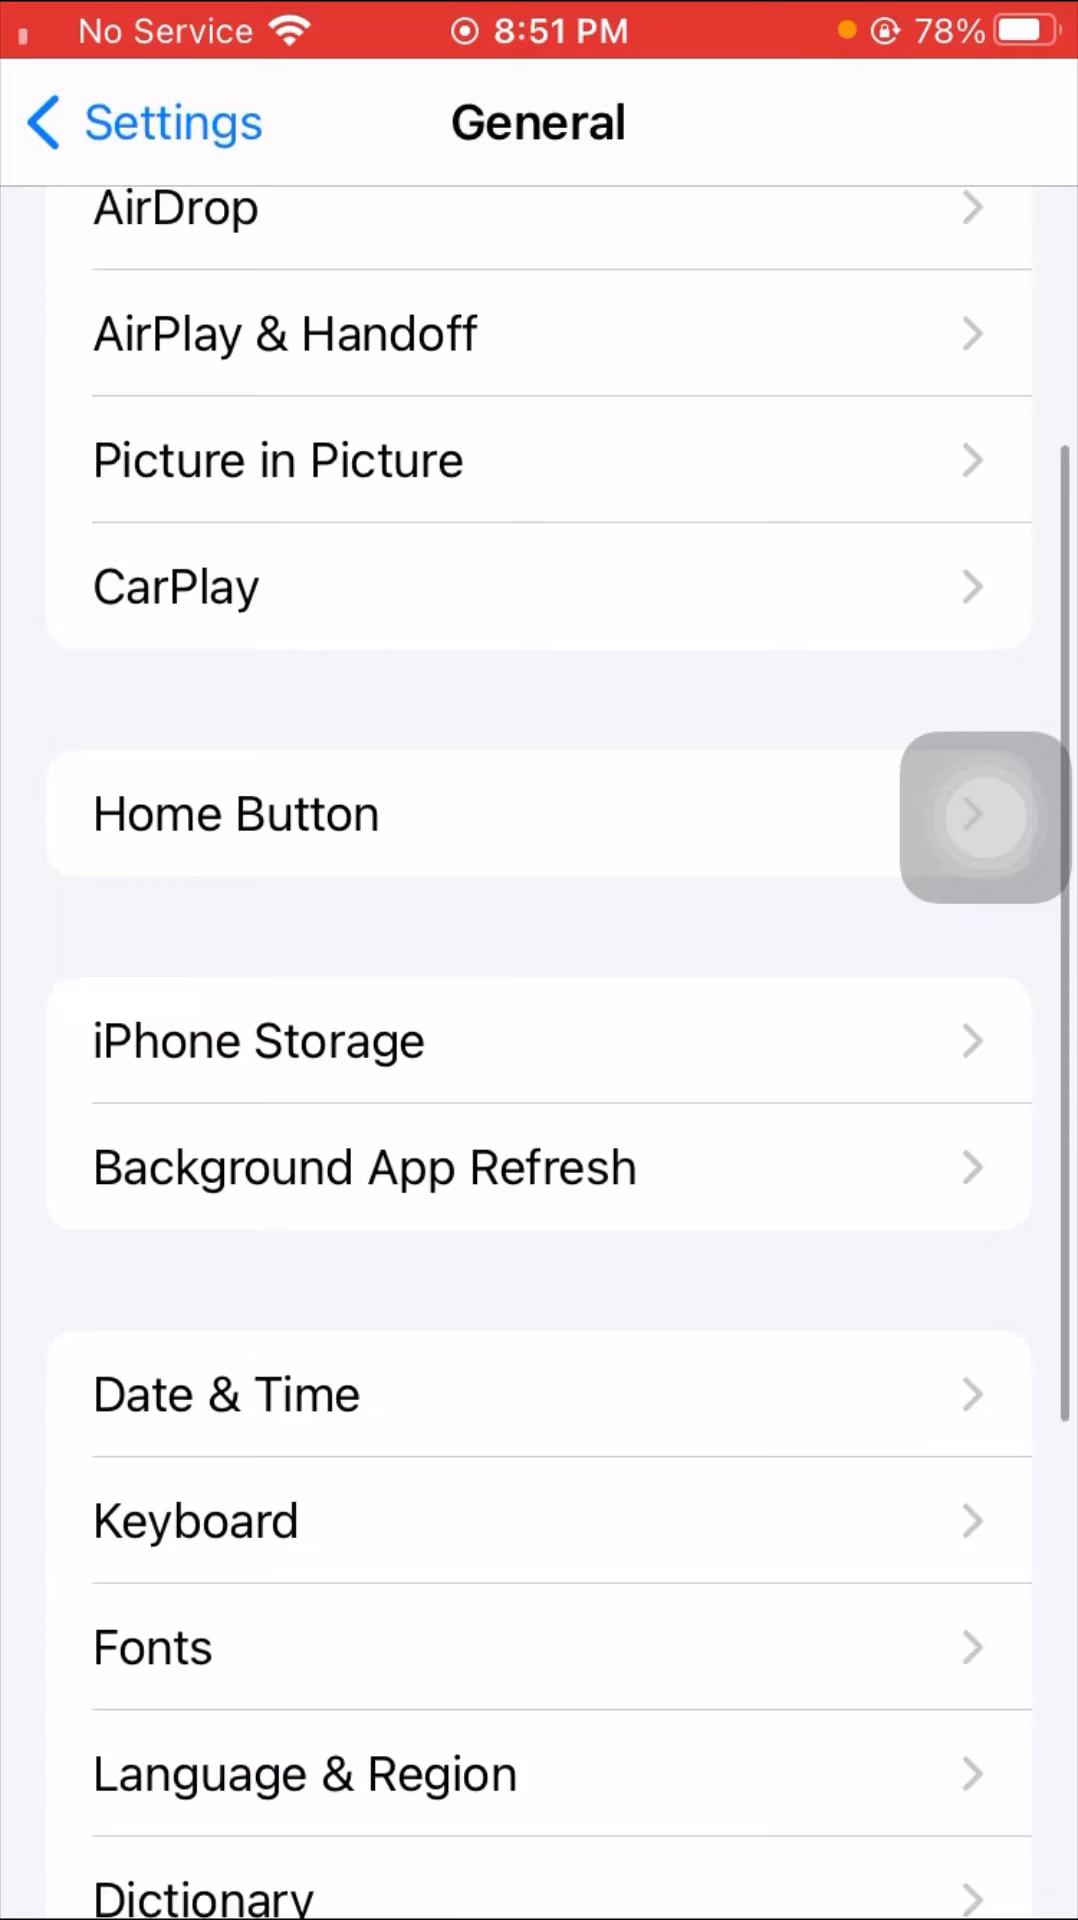 No Service 8:51 PM 78%
Settings General
AirDrop
AirPlay & Handoff
Picture in Picture
CarPlay
Home Button
iPhone Storage
Background App Refresh
Date & Time
Keyboard
Fonts
Language & Region
Dictionary